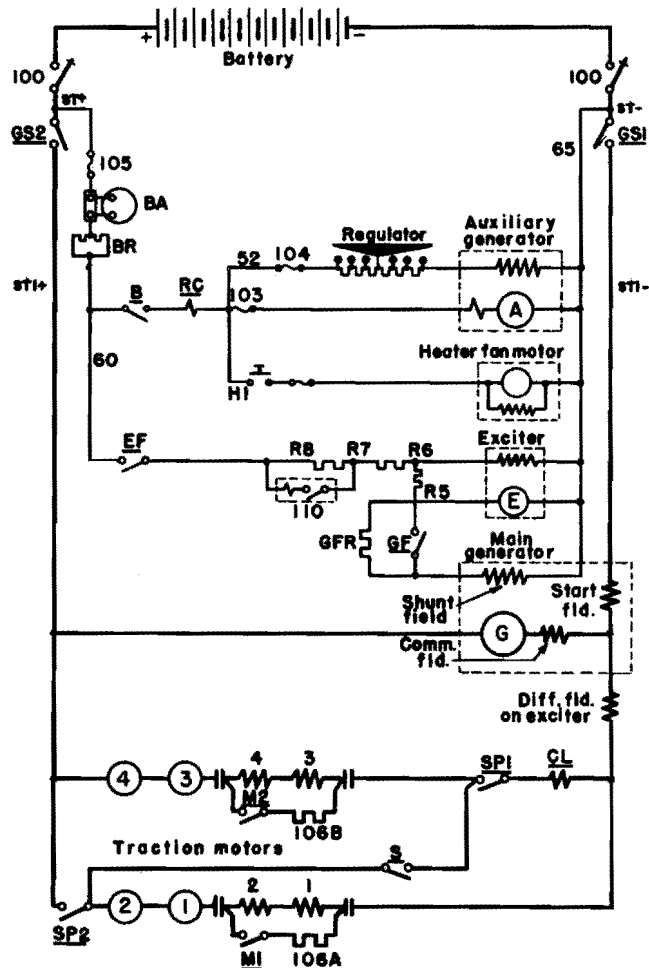 +
–
Battery
100
100
ST+
ST-
GS2
GS1
105
65
BA
BR
Regulator
Auxiliary
generator
52
104
ST1+
ST1-
B
RC
103
A
60
Heater fan motor
H1
EF
R8
R7
R6
Exciter
R5
110
E
GFR
GF
Main
generator
Shunt
field
Start
fld.
G
Comm.
fld.
Diff. fld.
on exciter
4
3
SP1
CL
4
3
M2
106B
Traction motors
S
2
1
2
1
SP2
M1
106A